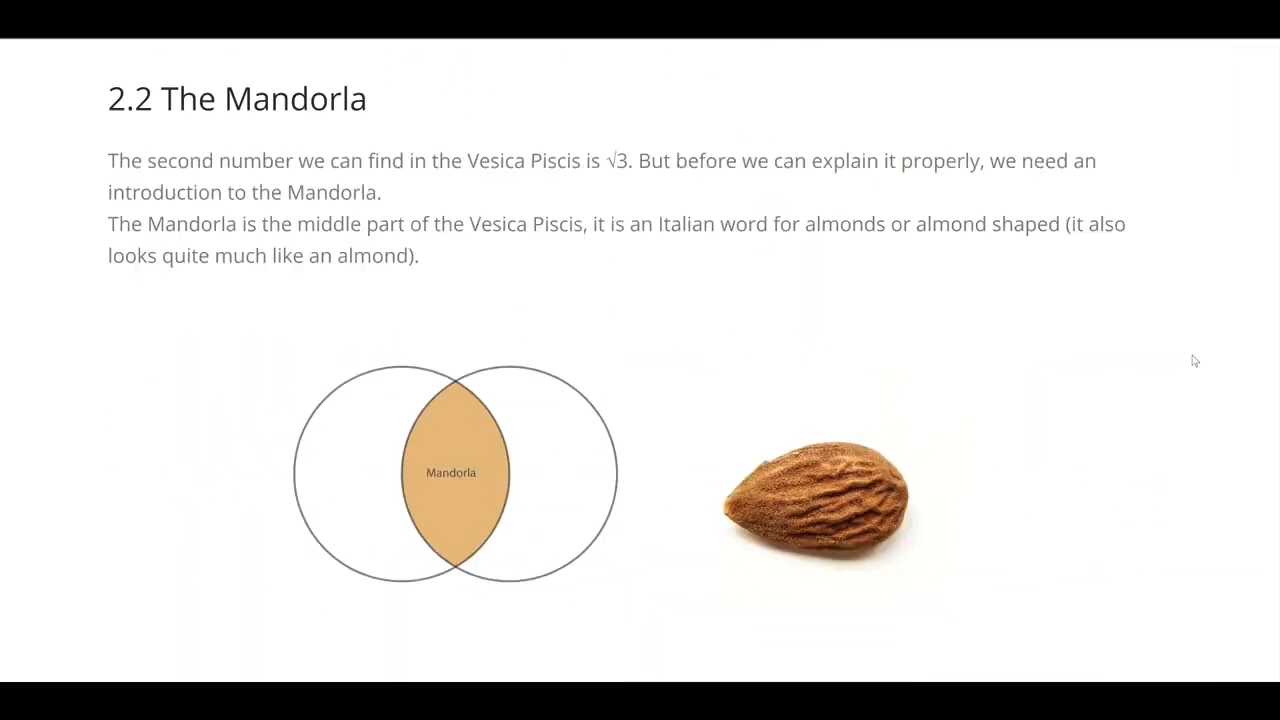 2.2 The Mandorla
The second number we can find in the Vesica Piscis is √3. But before we can explain it properly, we need an
introduction to the Mandorla.
The Mandorla is the middle part of the Vesica Piscis, it is an Italian word for almonds or almond shaped (it also
looks quite much like an almond).
Mandorla